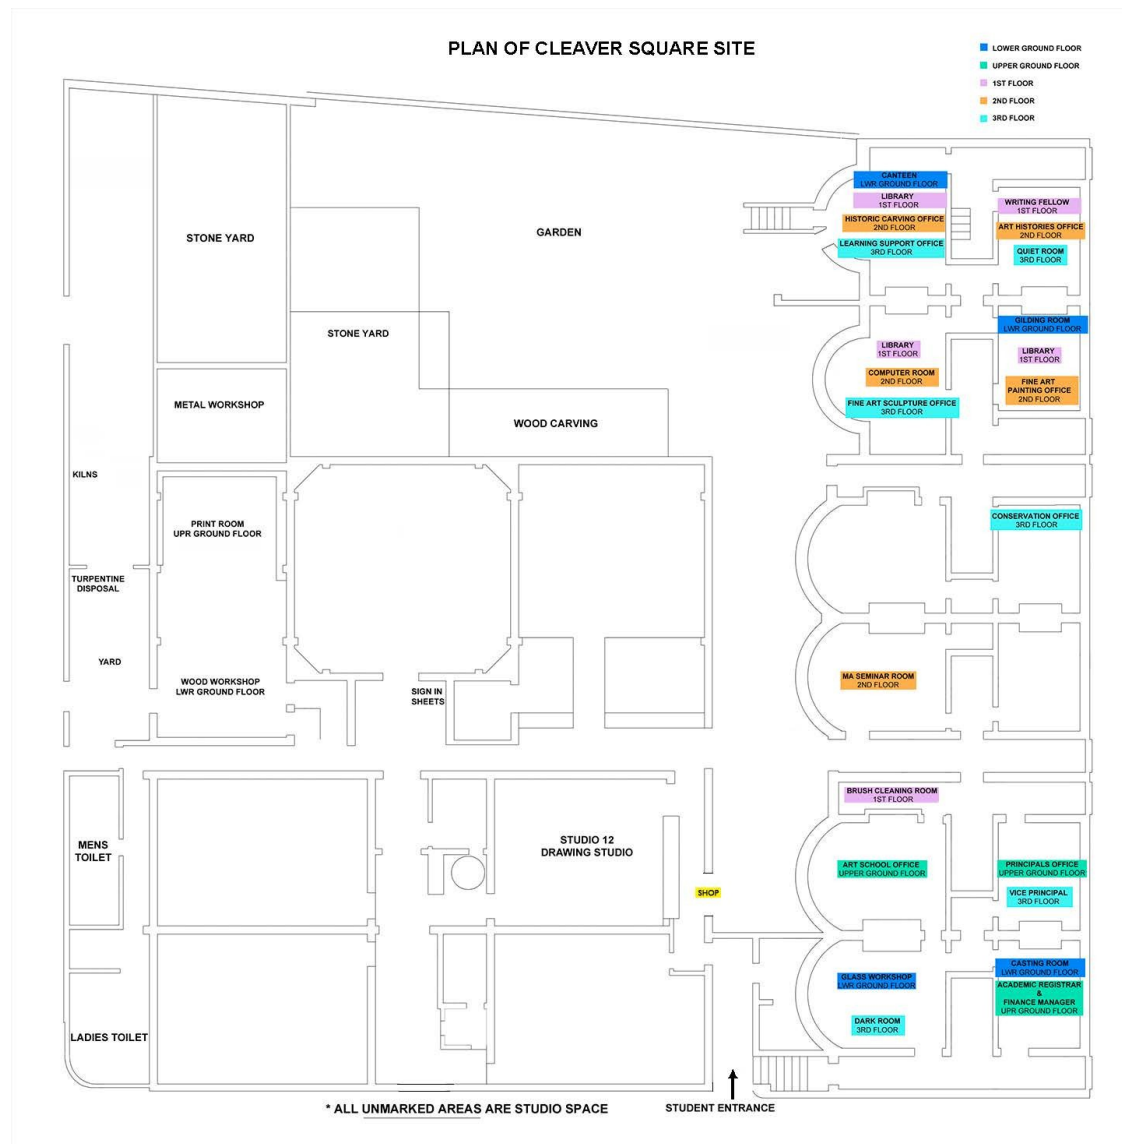 PLAN OF CLEAVER SQUARE SITE
LOWER GROUND FLOOR
UPPER GROUND FLOOR
1ST FLOOR
2ND FLOOR
3RD FLOOR
CANTEEN
LWR GROUND FLOOR
LIBRARY
1ST FLOOR
HISTORIC CARVING OFFICE
2ND FLOOR
LEARNING SUPPORT OFFICE
3RD FLOOR
WRITING FELLOW
1ST FLOOR
ART HISTORIES OFFICE
2ND FLOOR
QUIET ROOM
3RD FLOOR
STONE YARD
GARDEN
STONE YARD
GILDING ROOM
LWR GROUND FLOOR
LIBRARY
1ST FLOOR
COMPUTER ROOM
2ND FLOOR
FINE ART SCULPTURE OFFICE
3RD FLOOR
LIBRARY
1ST FLOOR
FINE ART
PAINTING OFFICE
2ND FLOOR
METAL WORKSHOP
WOOD CARVING
KILNS
PRINT ROOM
UPR GROUND FLOOR
CONSERVATION OFFICE
3RD FLOOR
TURPENTINE
DISPOSAL
YARD
WOOD WORKSHOP
LWR GROUND FLOOR
SIGN IN
SHEETS
MA SEMINAR ROOM
2ND FLOOR
BRUSH CLEANING ROOM
1ST FLOOR
MENS
TOILET
STUDIO 12
DRAWING STUDIO
SHOP
ART SCHOOL OFFICE
UPPER GROUND FLOOR
PRINCIPALS OFFICE
UPPER GROUND FLOOR
VICE PRINCIPAL
3RD FLOOR
GLASS WORKSHOP
LWR GROUND FLOOR
CASTING ROOM
LWR GROUND FLOOR
ACADEMIC REGISTRAR
&
FINANCE MANAGER
UPR GROUND FLOOR
DARK ROOM
3RD FLOOR
LADIES TOILET
* ALL UNMARKED AREAS ARE STUDIO SPACE
STUDENT ENTRANCE